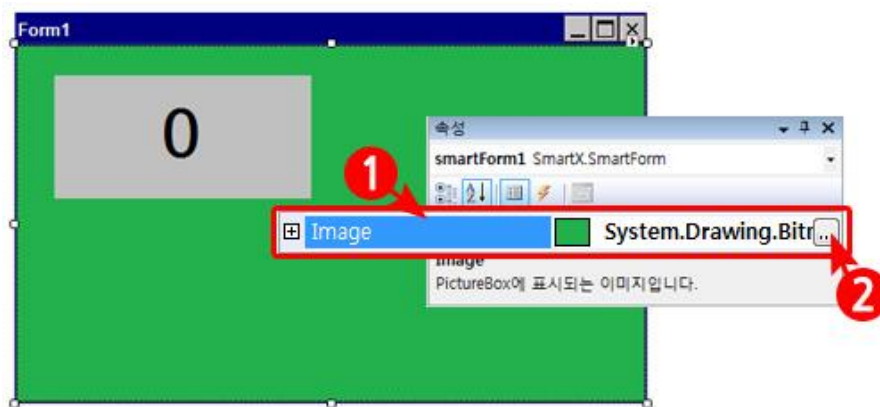 Form1
0
속성
smartForm1 SmartX.SmartForm
1
Image
System.Drawing.Bitm
...
2
Image
PictureBox에 표시되는 이미지입니다.